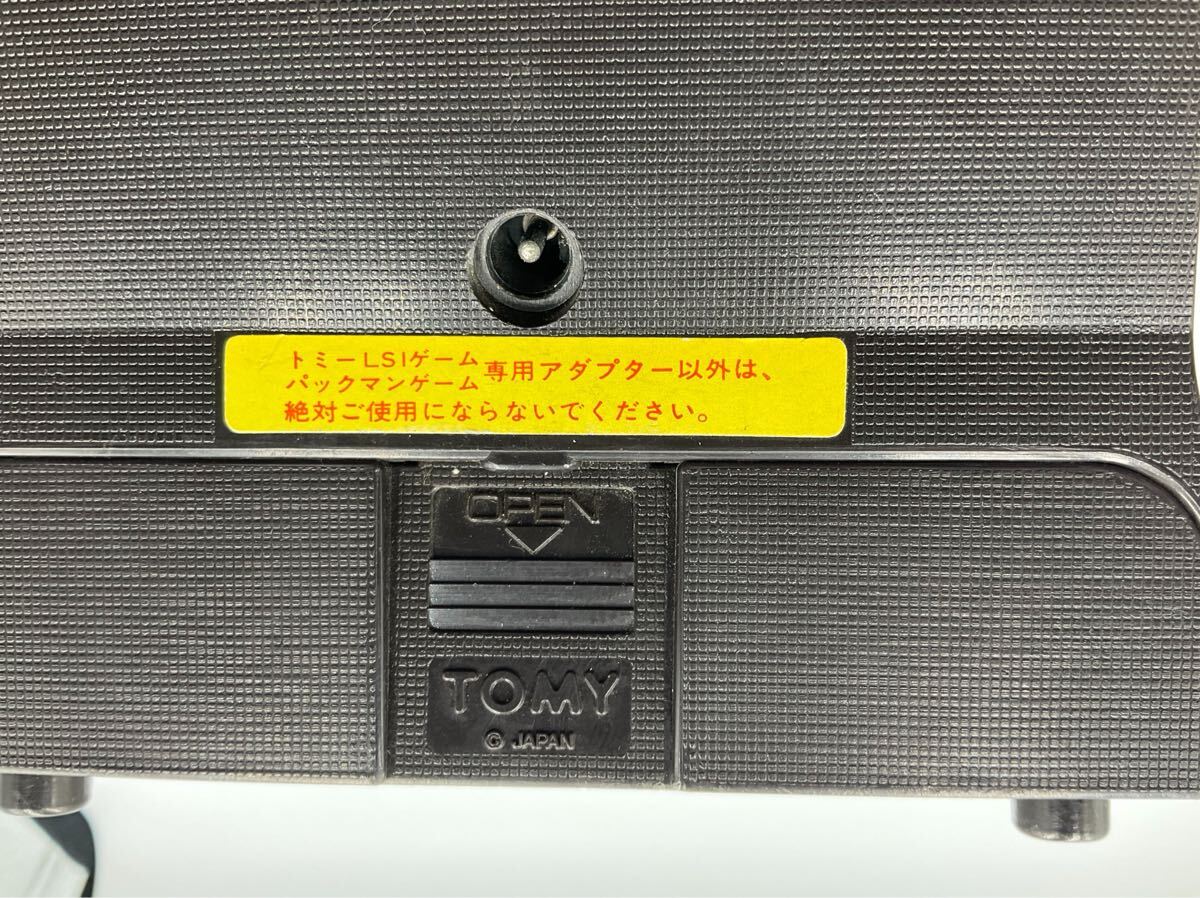 トミーLSIゲーム
パックマンゲーム専用アダプター以外は、
絶対ご使用にならないでください。
OPEN
TOMY
© JAPAN